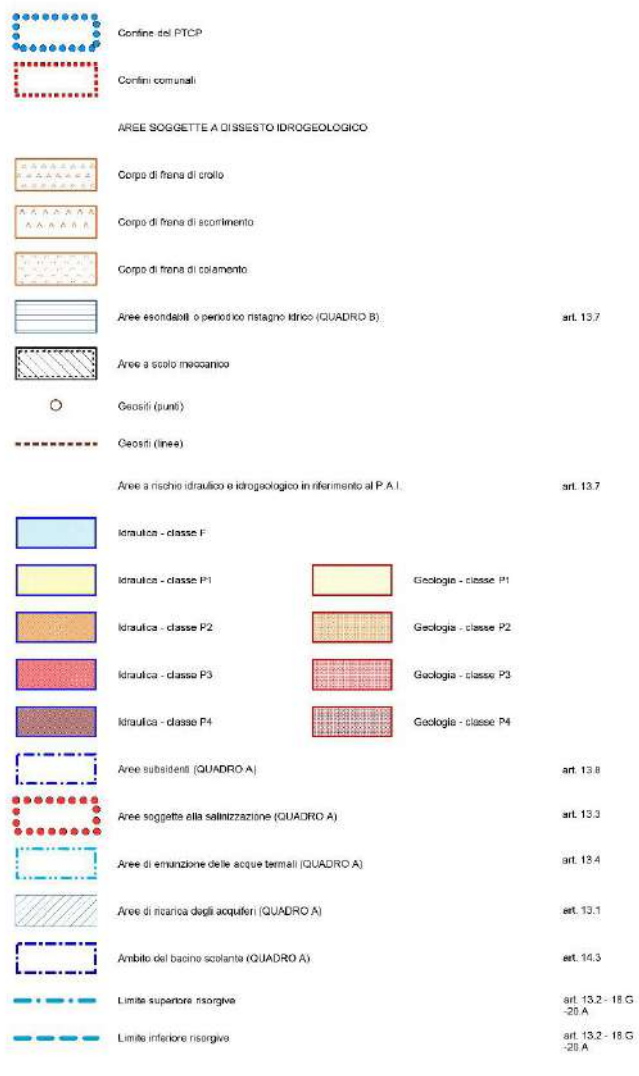 Confine del PTCP
Confini comunali
AREE SOGGETTE A DISSESTO IDROGEOLOGICO
Corpo di frana di crollo
Corpo di frana di scorrimento
Corpo di frana di colamento
Aree esondabili o periodico ristagno idrico (QUADRO B) art. 13.7
Aree a scolo meccanico
Geositi (punti)
Geositi (linee)
Aree a rischio idraulico e idrogeologico in riferimento al P.A.I. art. 13.7
Idraulica - classe F
Idraulica - classe P1 Geologia - classe P1
Idraulica - classe P2 Geologia - classe P2
Idraulica - classe P3 Geologia - classe P3
Idraulica - classe P4 Geologia - classe P4
Aree subsidenti (QUADRO A) art. 13.8
Aree soggette alla salinizzazione (QUADRO A) art. 13.3
Aree di emunzione delle acque termali (QUADRO A) art. 13.4
Aree di ricarica degli acquiferi (QUADRO A) art. 13.1
Ambito del bacino scolante (QUADRO A) art. 14.3
Limite superiore risorgive art. 13.2 - 18.G
-20.A
Limite inferiore risorgive art. 13.2 - 18.G
-20.A